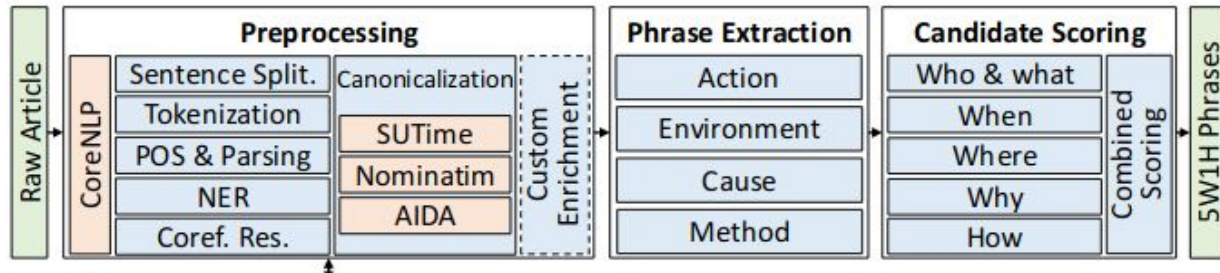 Raw Article
Preprocessing
CoreNLP
Sentence Split.
Tokenization
POS & Parsing
NER
Coref. Res.
Canonicalization
SUTime
Nominatim
AIDA
Custom
Enrichment
Phrase Extraction
Action
Environment
Cause
Method
Candidate Scoring
Who & what
When
Where
Why
How
Combined
Scoring
5W1H Phrases